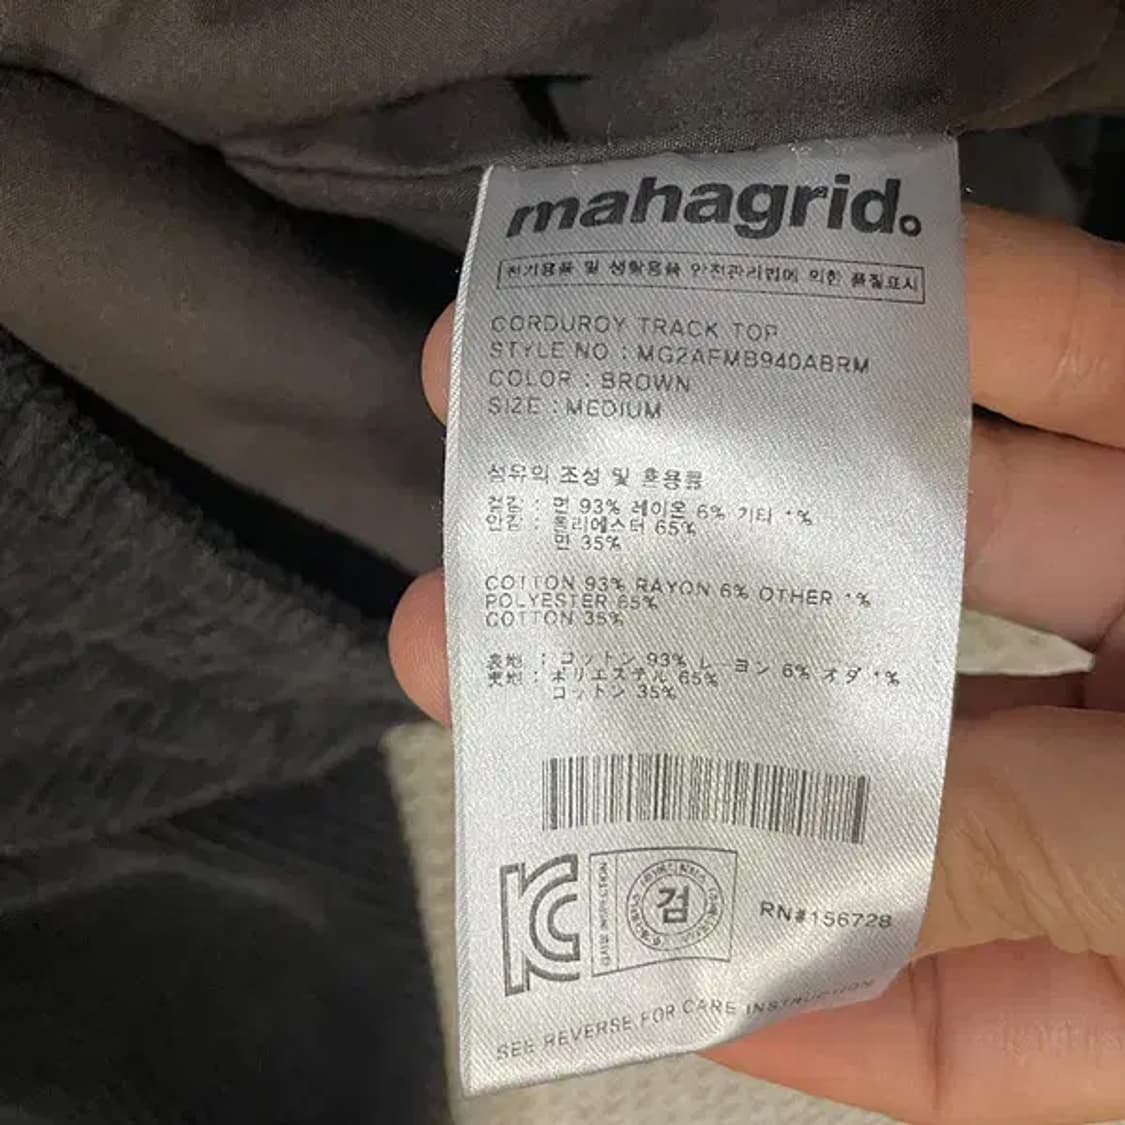 mahagrid.
전기용품 및 생활용품 안전관리법에 의한 품질표시
CORDUROY TRACK TOP
STYLE NO : MG2AFMB940ABRM
COLOR : BROWN
SIZE : MEDIUM
섬유의 조성 및 혼용률
겉감 : 면 93% 레이온 6% 기타 1%
안감 : 폴리에스터 65%
면 35%
COTTON 93% RAYON 6% OTHER 1%
POLYESTER 65%
COTTON 35%
表地 : コットン 93% レーヨン 6% オダ 1%
裏地 : ポリエステル 65%
コットン 35%
KC
검
RN#156728
SEE REVERSE FOR CARE INSTRUCTION